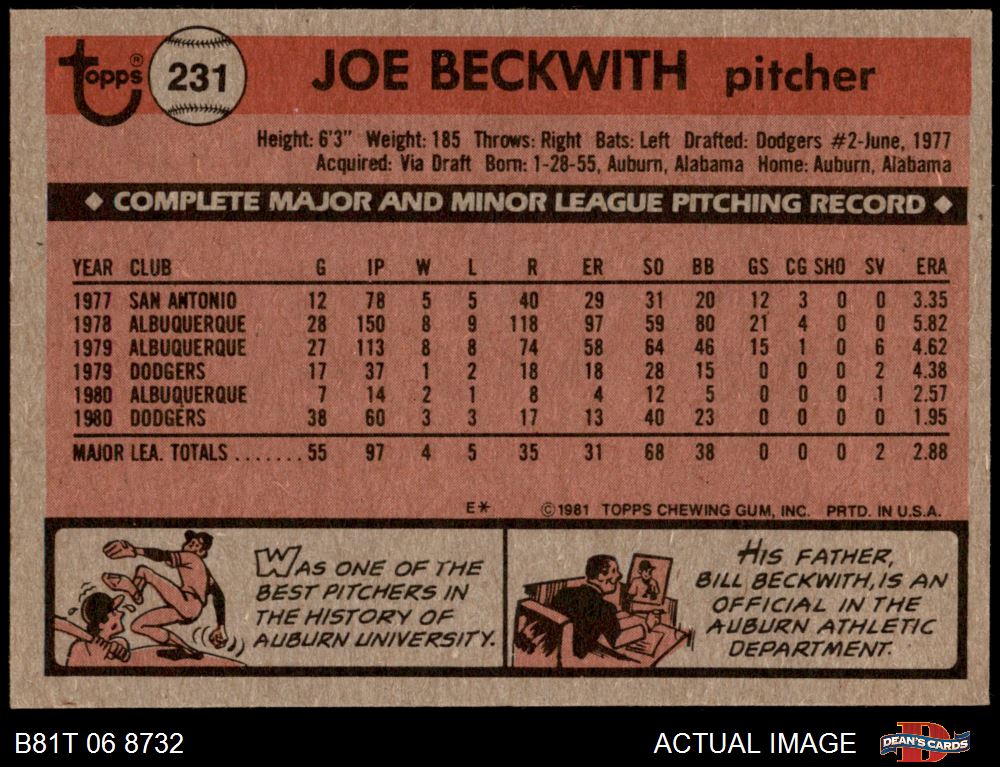 Topps® 231 JOE BECKWITH pitcher
Height: 6'3" Weight: 185 Throws: Right Bats: Left Drafted: Dodgers #2-June, 1977
Acquired: Via Draft Born: 1-28-55, Auburn, Alabama Home: Auburn, Alabama
◆ COMPLETE MAJOR AND MINOR LEAGUE PITCHING RECORD ◆
YEAR CLUB G IP W L R ER SO BB GS CG SHO SV ERA
1977 SAN ANTONIO 12 78 5 5 40 29 31 20 12 3 0 0 3.35
1978 ALBUQUERQUE 28 150 8 9 118 97 59 80 21 4 0 0 5.82
1979 ALBUQUERQUE 27 113 8 8 74 58 64 46 15 1 0 6 4.62
1979 DODGERS 17 37 1 2 18 18 28 15 0 0 0 2 4.38
1980 ALBUQUERQUE 7 14 2 1 8 4 12 5 0 0 0 1 2.57
1980 DODGERS 38 60 3 3 17 13 40 23 0 0 0 0 1.95
MAJOR LEA. TOTALS ....... 55 97 4 5 35 31 68 38 0 0 0 2 2.88
E* ©1981 TOPPS CHEWING GUM, INC. PRTD. IN U.S.A.
WAS ONE OF THE
BEST PITCHERS IN
THE HISTORY OF
AUBURN UNIVERSITY.
HIS FATHER,
BILL BECKWITH, IS AN
OFFICIAL IN THE
AUBURN ATHLETIC
DEPARTMENT.
B81T 06 8732 ACTUAL IMAGE D DEAN'S CARDS